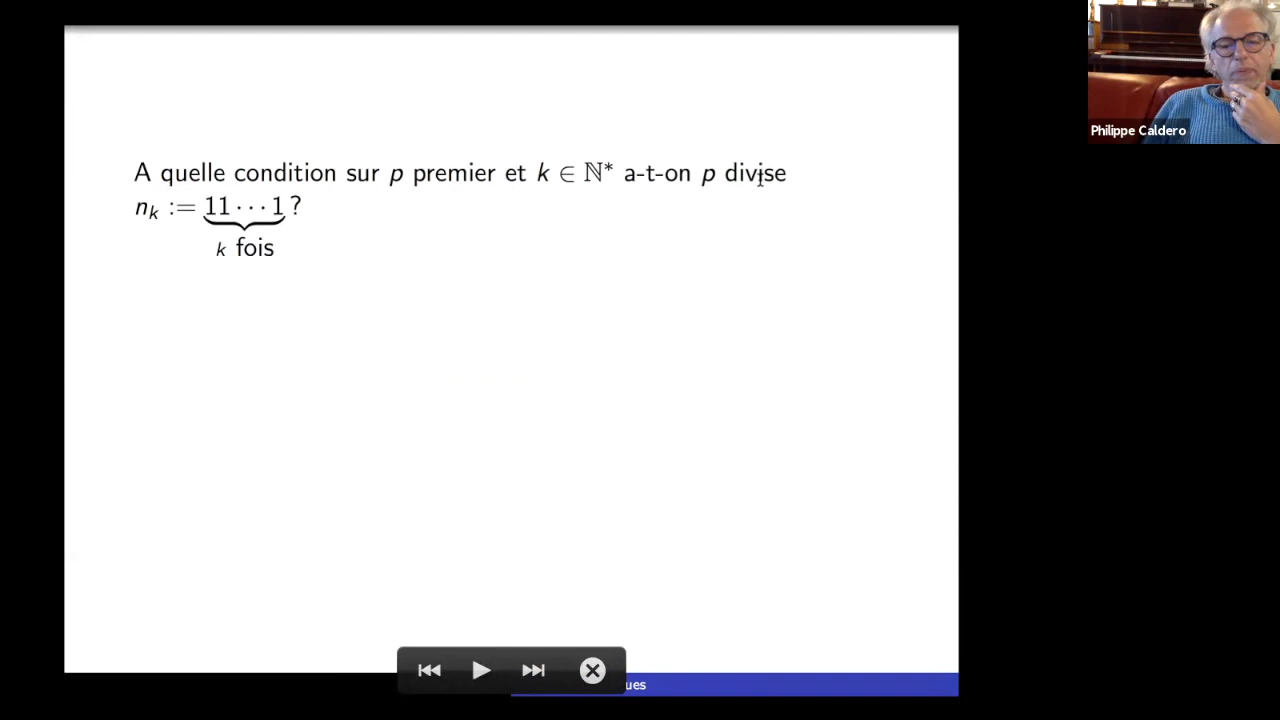 A quelle condition sur p premier et k ∈ ℕ* a-t-on p divise
nₖ := 11 ⋯ 1 ?
k fois
ues
Philippe Caldero